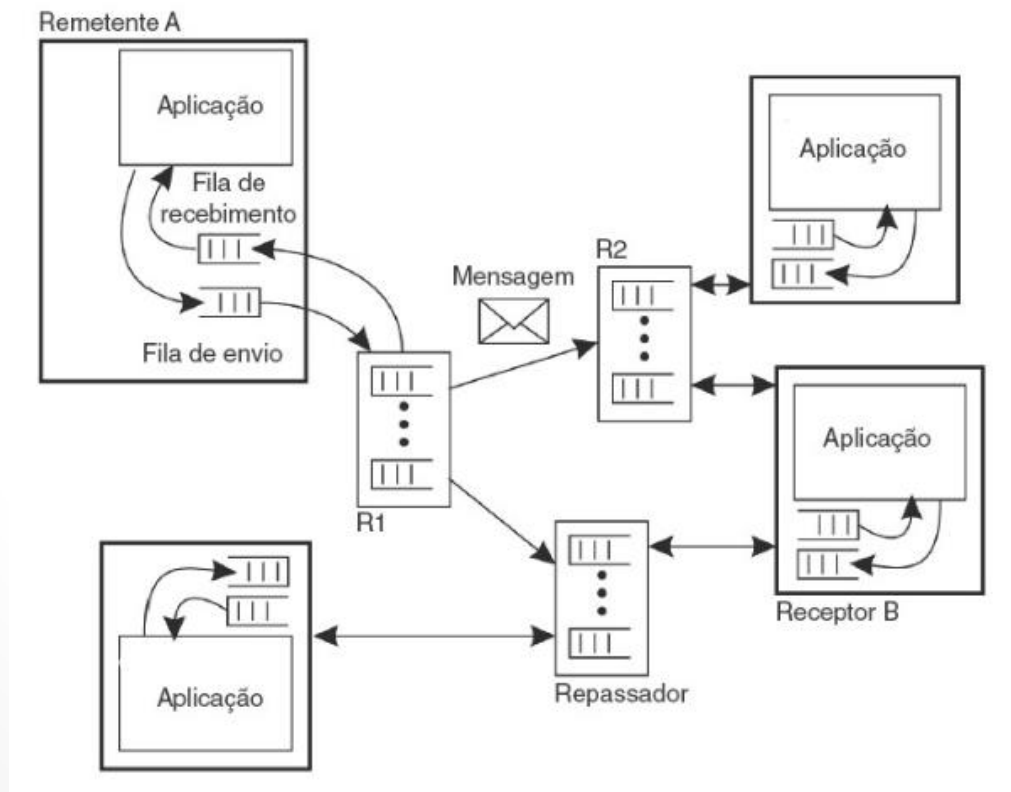 Remetente A
Aplicação
Fila de
recebimento
Fila de envio
R1
Mensagem
R2
Aplicação
Aplicação
Receptor B
Repassador
Aplicação